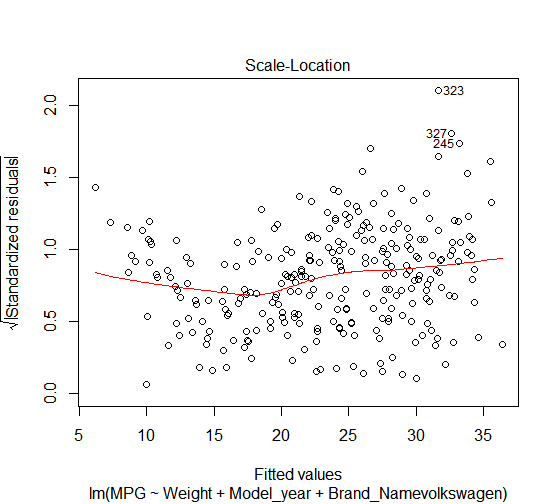 Scale-Location
√|Standardized residuals|
2.0
1.5
1.0
0.5
0.0
323
327
245
5 10 15 20 25 30 35
Fitted values
lm(MPG ~ Weight + Model_year + Brand_Namevolkswagen)